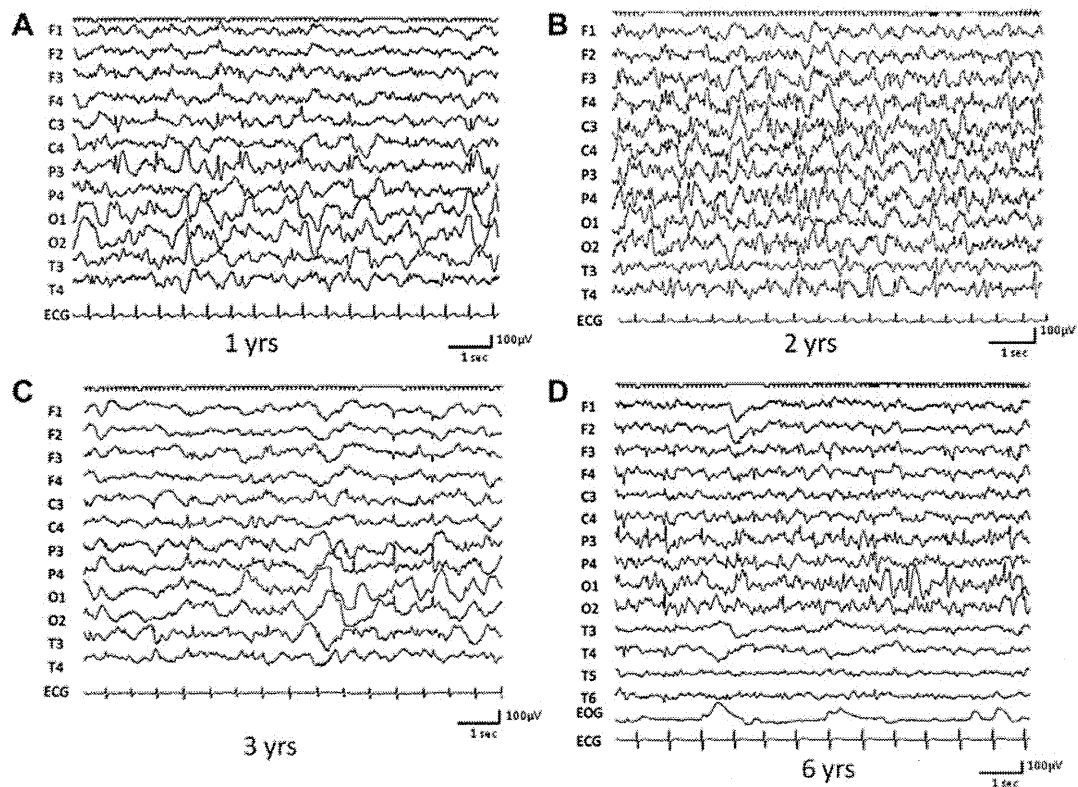 A
F1
F2
F3
F4
C3
C4
P3
P4
O1
O2
T3
T4
ECG
1 yrs
100μV
1 sec
B
F1
F2
F3
F4
C3
C4
P3
P4
O1
O2
T3
T4
ECG
2 yrs
100μV
1 sec
C
F1
F2
F3
F4
C3
C4
P3
P4
O1
O2
T3
T4
ECG
3 yrs
100μV
1 sec
D
F1
F2
F3
F4
C3
C4
P3
P4
O1
O2
T3
T4
T5
T6
EOG
ECG
6 yrs
100μV
1 sec